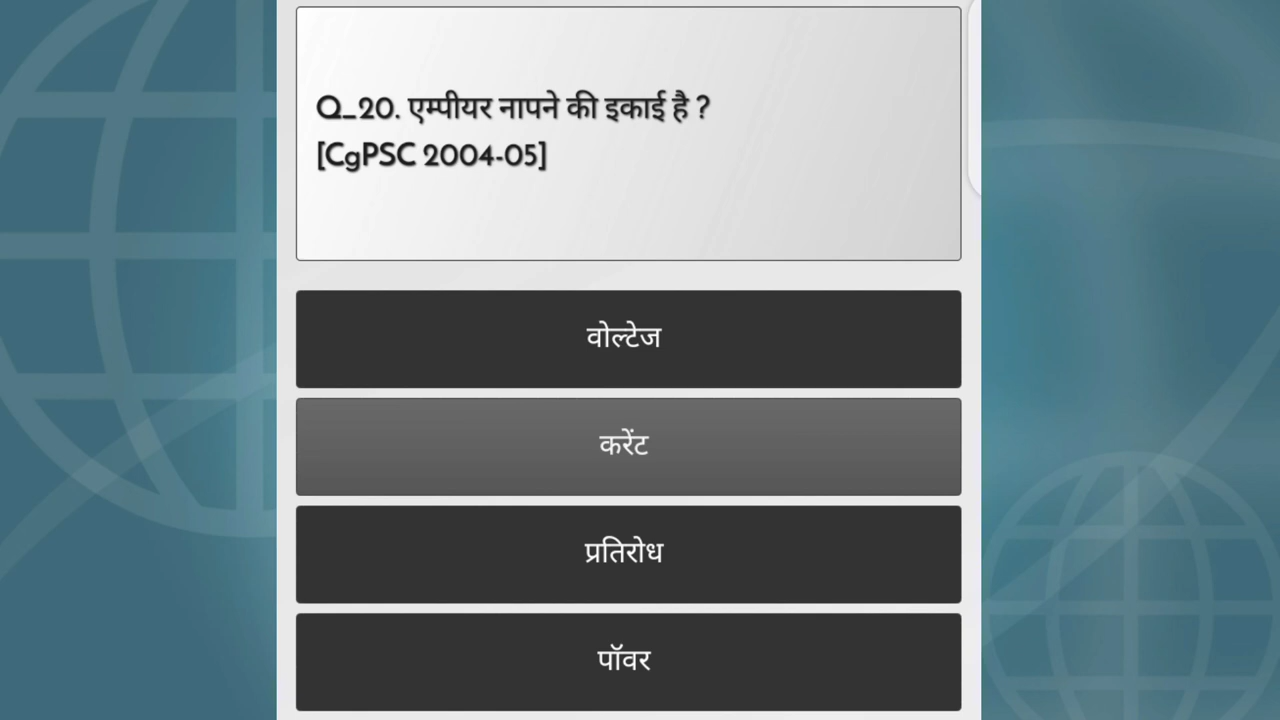 Q_20. एम्पीयर नापने की इकाई है ?
[CgPSC 2004-05]
वोल्टेज
करेंट
प्रतिरोध
पॉवर